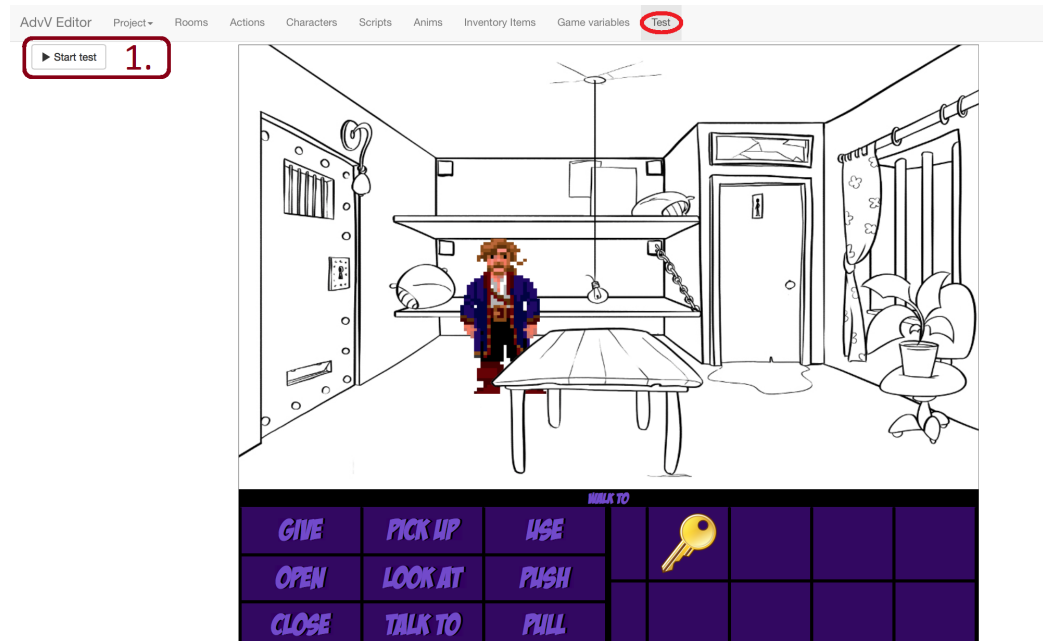 AdvV Editor Project Rooms Actions Characters Scripts Anims Inventory Items Game variables Test
Start test 1.
WALK TO
GIVE PICK UP USE
OPEN LOOK AT PUSH
CLOSE TALK TO PULL